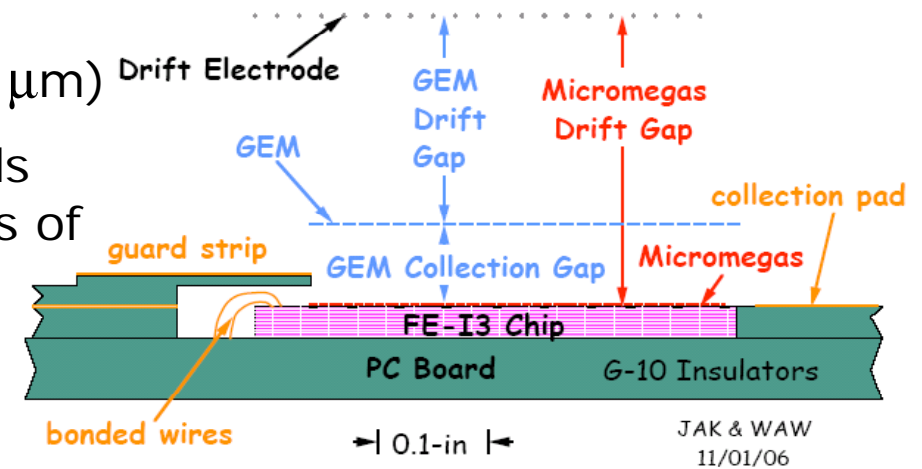 μm)
ls
s of
Drift Electrode
GEM
Drift
Gap
Micromegas
Drift Gap
GEM
collection pad
guard strip
GEM Collection Gap
Micromegas
FE-I3 Chip
PC Board
G-10 Insulators
bonded wires
0.1-in
JAK & WAW
11/01/06